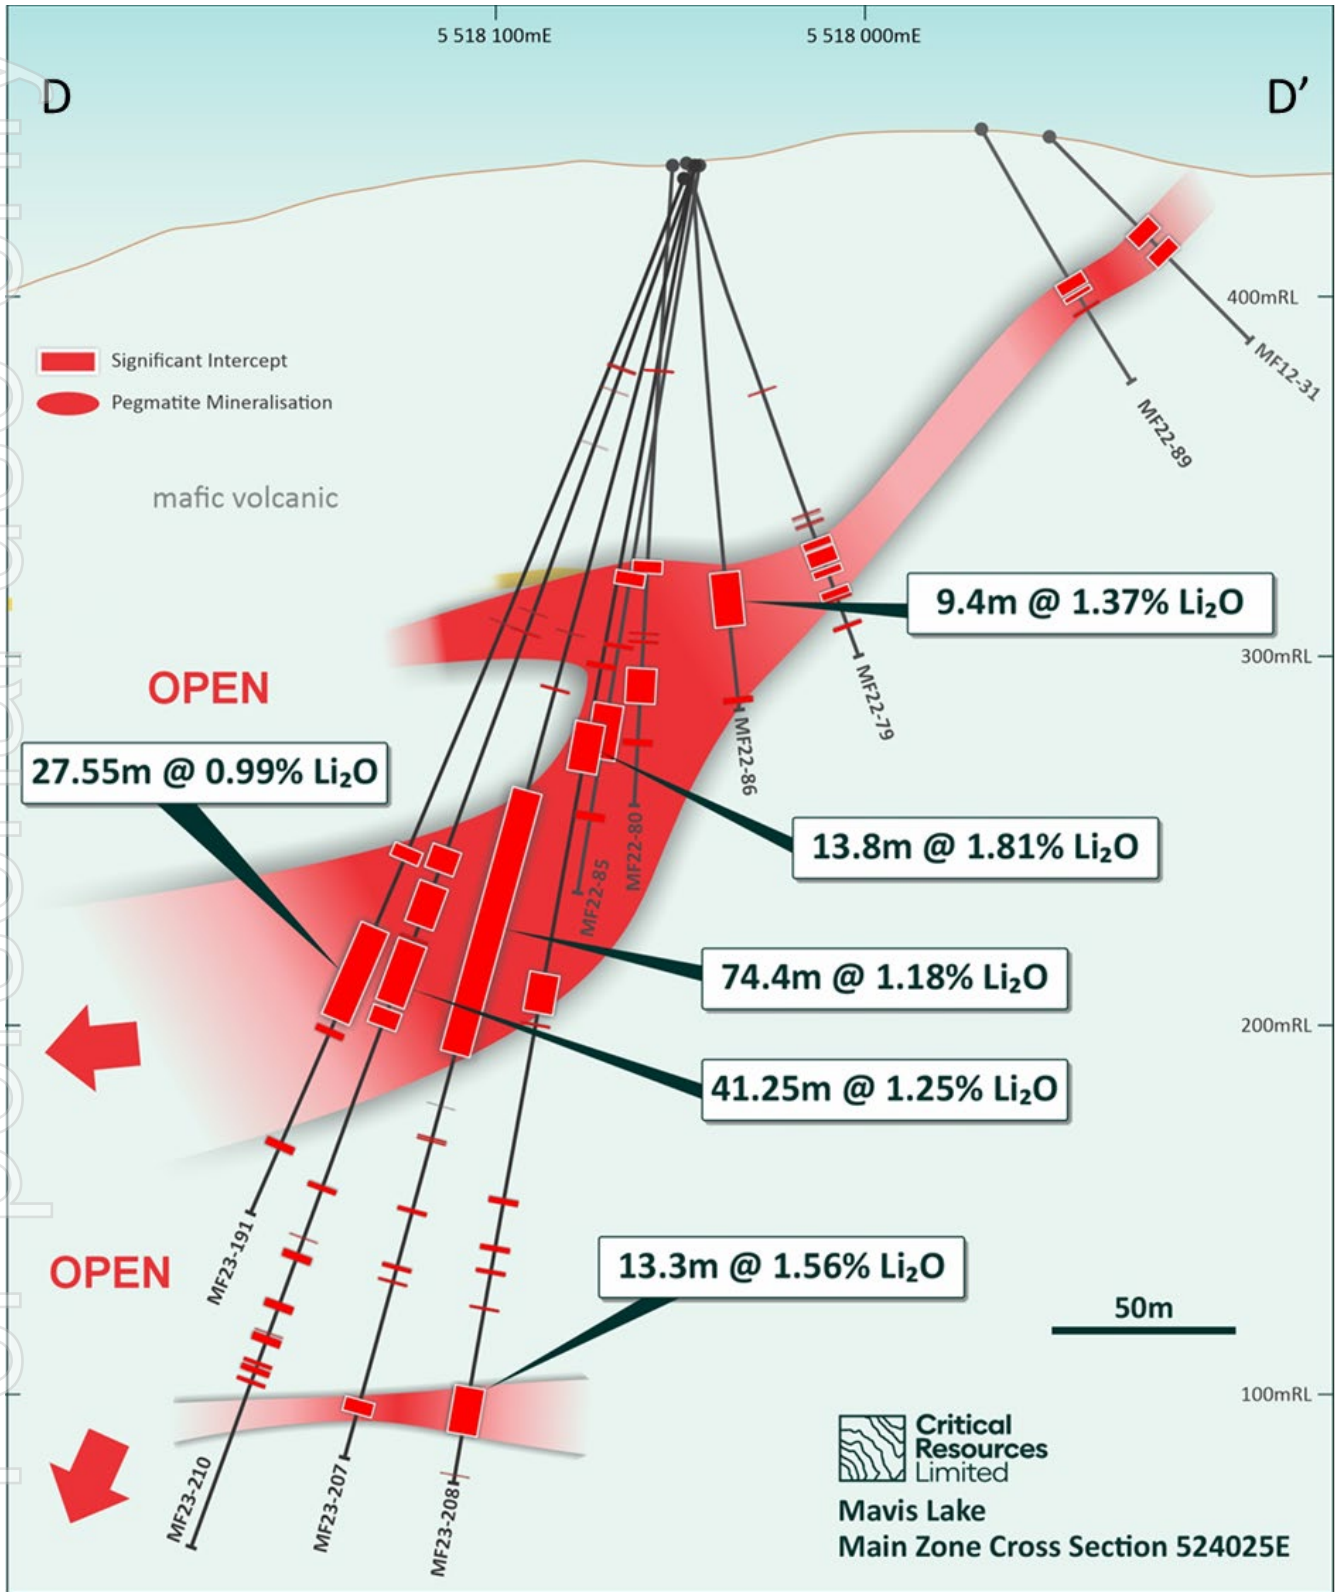 5 518 100mE
5 518 000mE
D
D’
400mRL
Significant Intercept
Pegmatite Mineralisation
MF12-31
MF22-89
mafic volcanic
9.4m @ 1.37% Li₂O
300mRL
OPEN
MF22-79
MF22-86
27.55m @ 0.99% Li₂O
13.8m @ 1.81% Li₂O
MF22-80
MF22-85
74.4m @ 1.18% Li₂O
200mRL
41.25m @ 1.25% Li₂O
MF23-191
OPEN
13.3m @ 1.56% Li₂O
50m
100mRL
MF23-210
MF23-207
MF23-208
Critical
Resources
Limited
Mavis Lake
Main Zone Cross Section 524025E